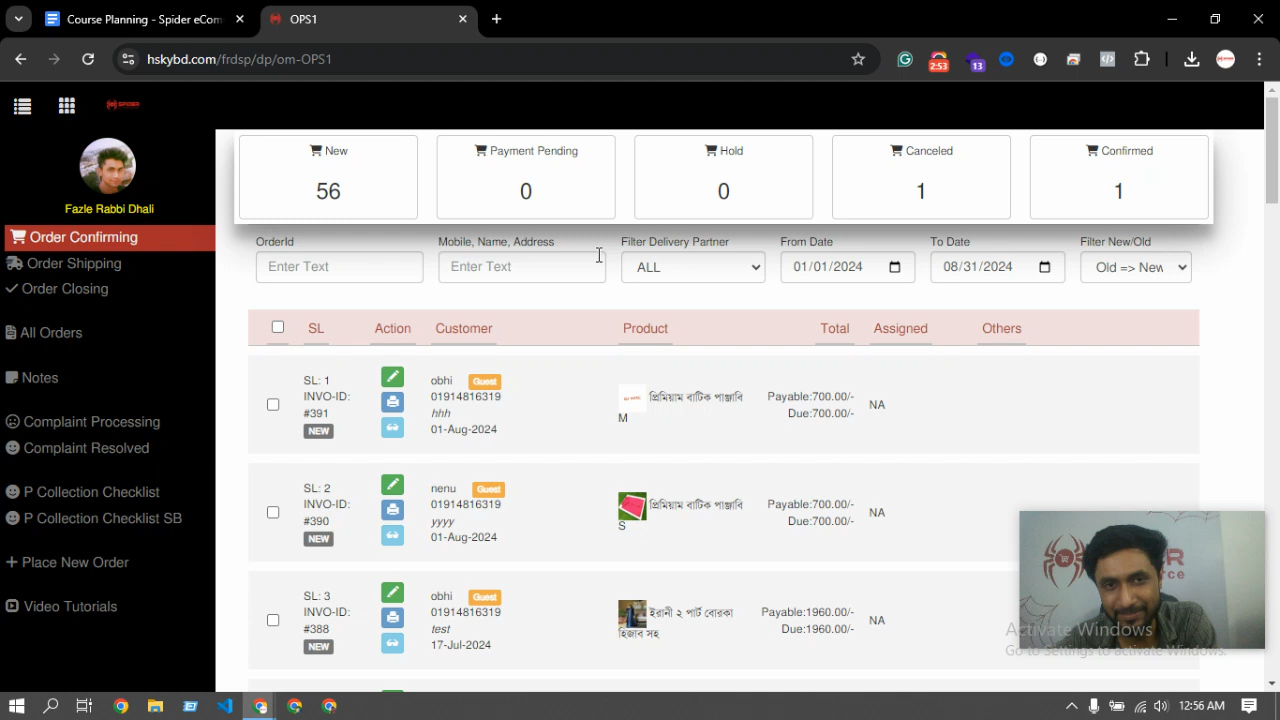 Course Planning - Spider eCom
OPS1
hskybd.com/frdsp/dp/om-OPS1
2:53
13
SPIDER
Fazle Rabbi Dhali
Order Confirming
Order Shipping
Order Closing
All Orders
Notes
Complaint Processing
Complaint Resolved
P Collection Checklist
P Collection Checklist SB
Place New Order
Video Tutorials
New
56
Payment Pending
0
Hold
0
Canceled
1
Confirmed
1
OrderId
Mobile, Name, Address
Filter Delivery Partner
From Date
To Date
Filter New/Old
Enter Text
Enter Text
ALL
01/01/2024
08/31/2024
Old => New
SL Action Customer Product Total Assigned Others
SL: 1
INVO-ID:
#391
NEW
obhi Guest
01914816319
hhh
01-Aug-2024
প্রিমিয়াম বাটিক পাঞ্জাবি
M
Payable:700.00/-
Due:700.00/-
NA
SL: 2
INVO-ID:
#390
NEW
nenu Guest
01914816319
yyyy
01-Aug-2024
প্রিমিয়াম বাটিক পাঞ্জাবি
S
Payable:700.00/-
Due:700.00/-
NA
SL: 3
INVO-ID:
#388
NEW
obhi Guest
01914816319
test
17-Jul-2024
ইরানী ২ পার্ট বোরকা
হিজাব সহ
Payable:1960.00/-
Due:1960.00/-
NA
Activate Windows
Go to Settings to activate Windows.
12:56 AM